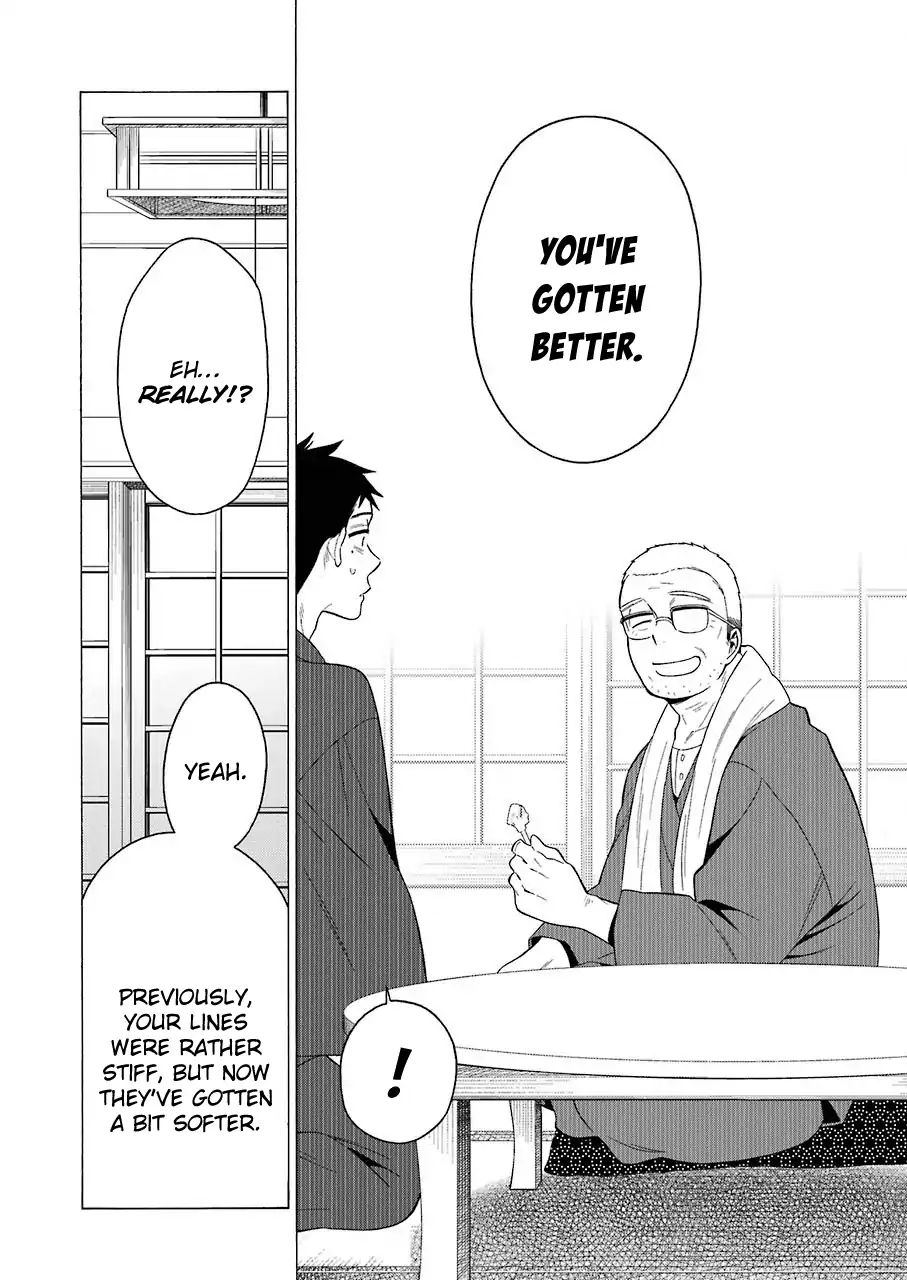 YOU'VE
GOTTEN
BETTER.
!
EH...
REALLY!?
YEAH.
PREVIOUSLY,
YOUR LINES
WERE RATHER
STIFF, BUT NOW
THEY'VE GOTTEN
A BIT SOFTER.